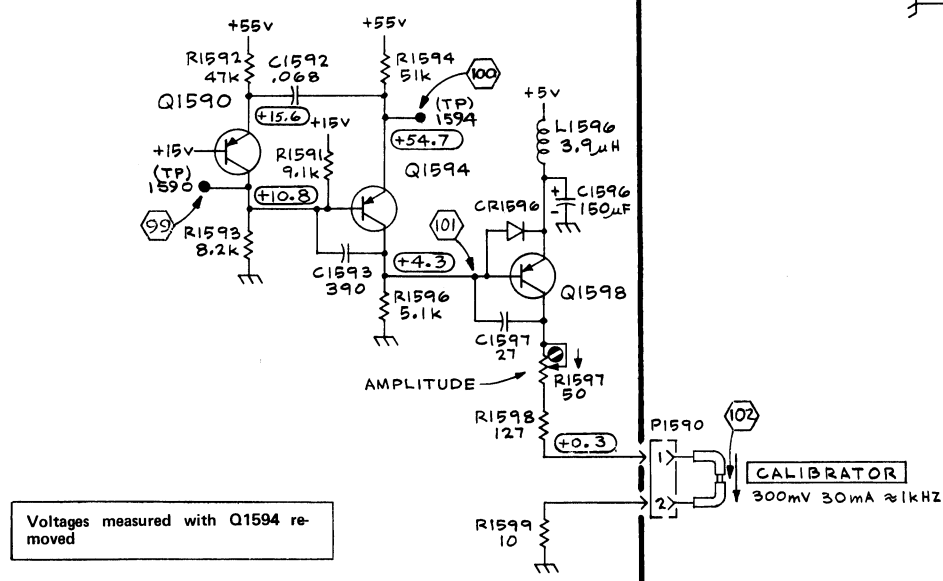 +55v
+55v
R1592
47k
C1592
.068
R1594
51k
100
Q1590
+15.6
(TP)
1594
+5v
+15v
+54.7
L1596
3.9µH
+15v
R1591
9.1k
Q1594
(TP)
1590
+10.8
+
-
C1596
150µF
CR1596
99
R1593
8.2k
101
+4.3
C1593
390
Q1598
R1596
5.1k
C1597
27
AMPLITUDE
R1597
50
R1598
127
+0.3
P1590
102
1
CALIBRATOR
300mV 30mA ≈1kHz
2
R1599
10
Voltages measured with Q1594 re-
moved